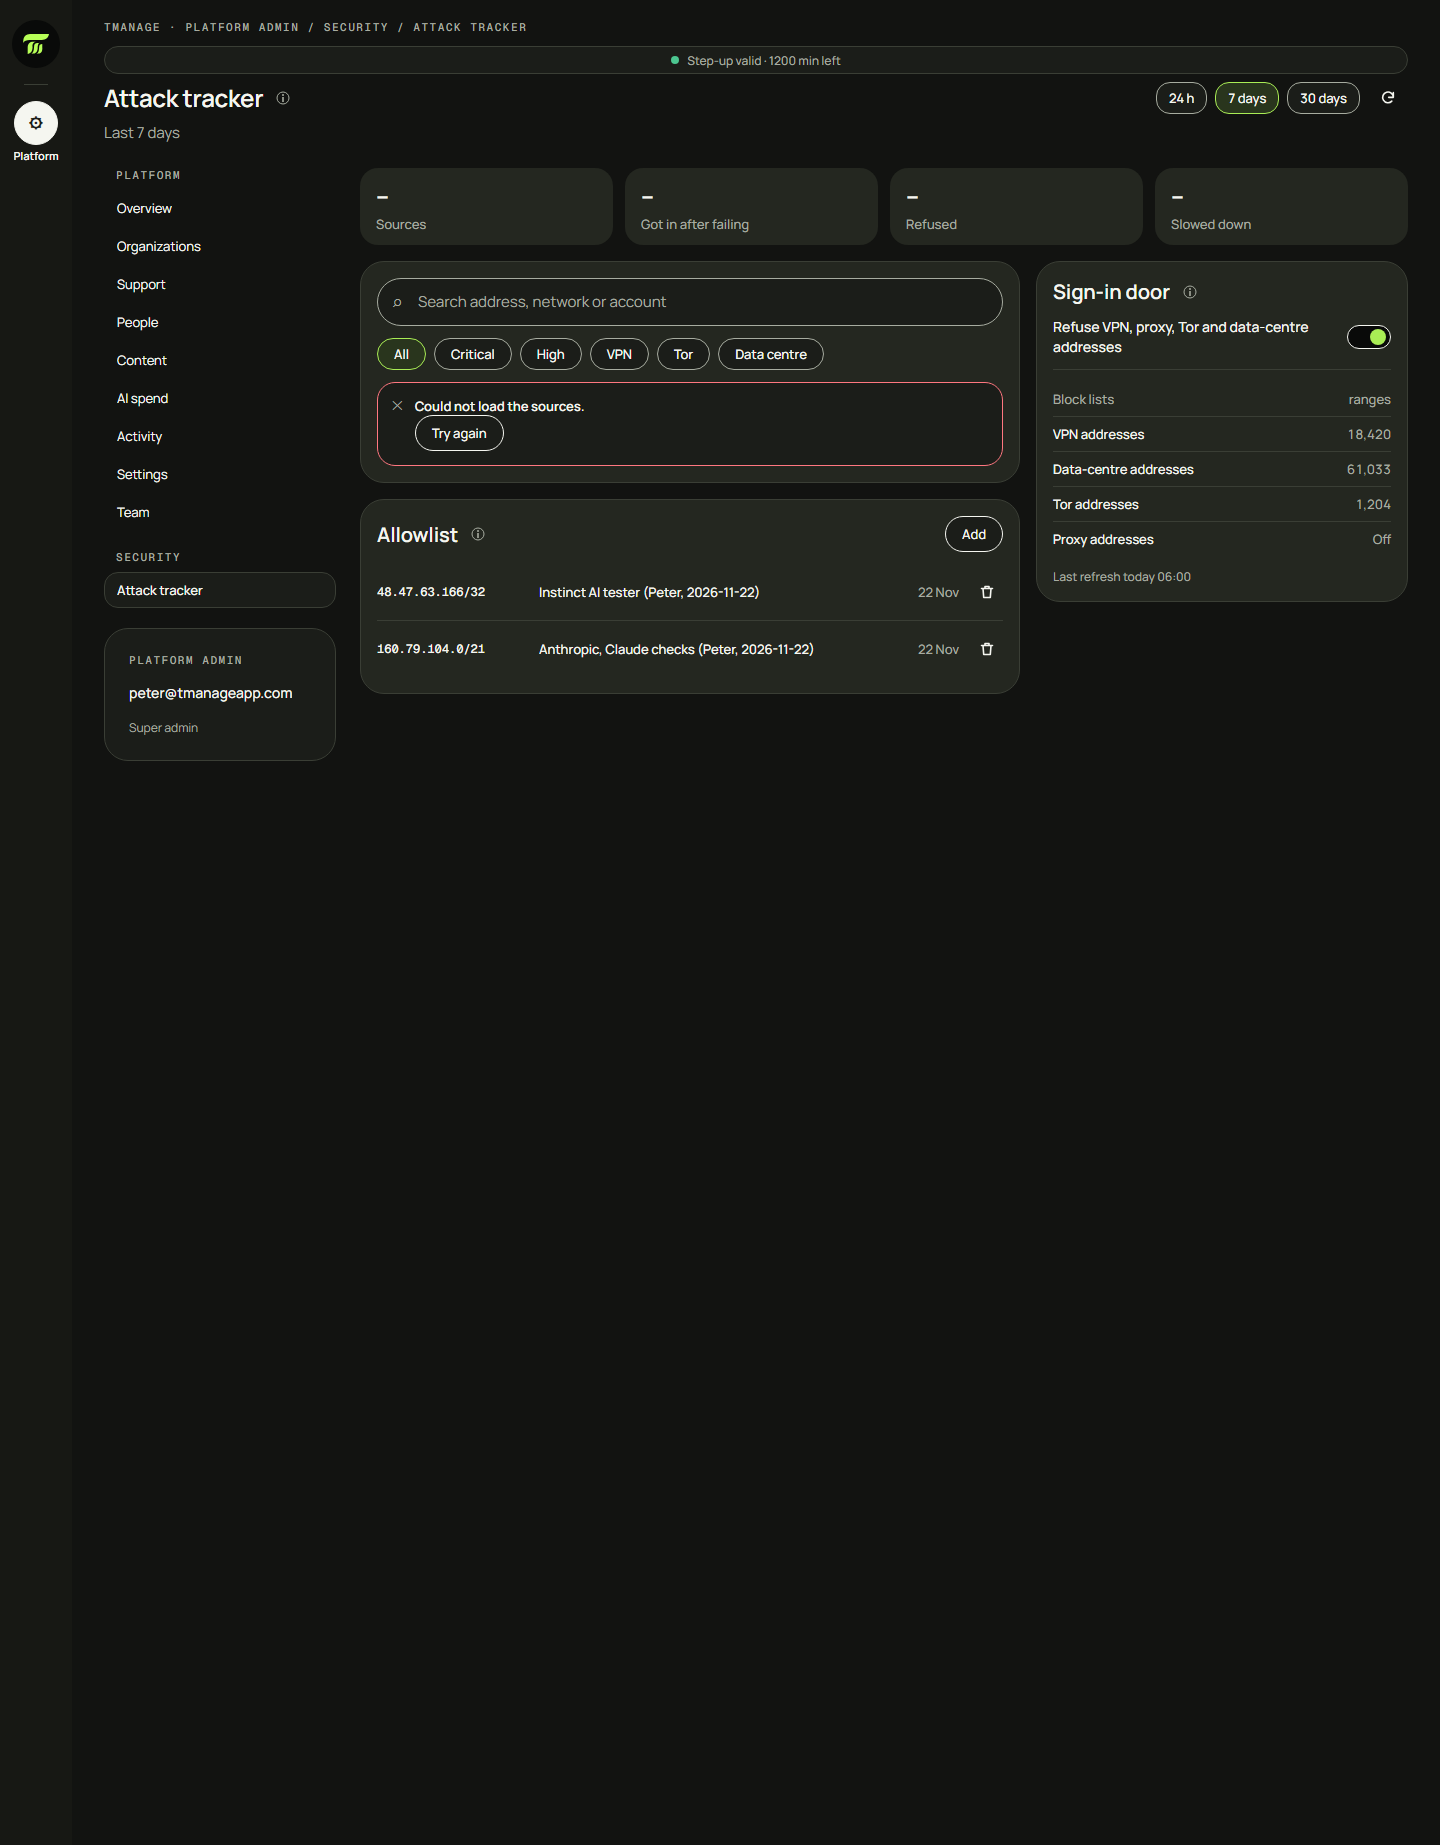 TMANAGE · PLATFORM ADMIN / SECURITY / ATTACK TRACKER
Step-up valid · 1200 min left
Attack tracker
24 h
7 days
30 days
Last 7 days
Platform
PLATFORM
Overview
Organizations
Support
People
Content
AI spend
Activity
Settings
Team
SECURITY
Attack tracker
PLATFORM ADMIN
peter@tmanageapp.com
Super admin
–
Sources
–
Got in after failing
–
Refused
–
Slowed down
Search address, network or account
All
Critical
High
VPN
Tor
Data centre
Could not load the sources.
Try again
Allowlist
Add
48.47.63.166/32 Instinct AI tester (Peter, 2026-11-22) 22 Nov
160.79.104.0/21 Anthropic, Claude checks (Peter, 2026-11-22) 22 Nov
Sign-in door
Refuse VPN, proxy, Tor and data-centre
addresses
Block lists ranges
VPN addresses 18,420
Data-centre addresses 61,033
Tor addresses 1,204
Proxy addresses Off
Last refresh today 06:00